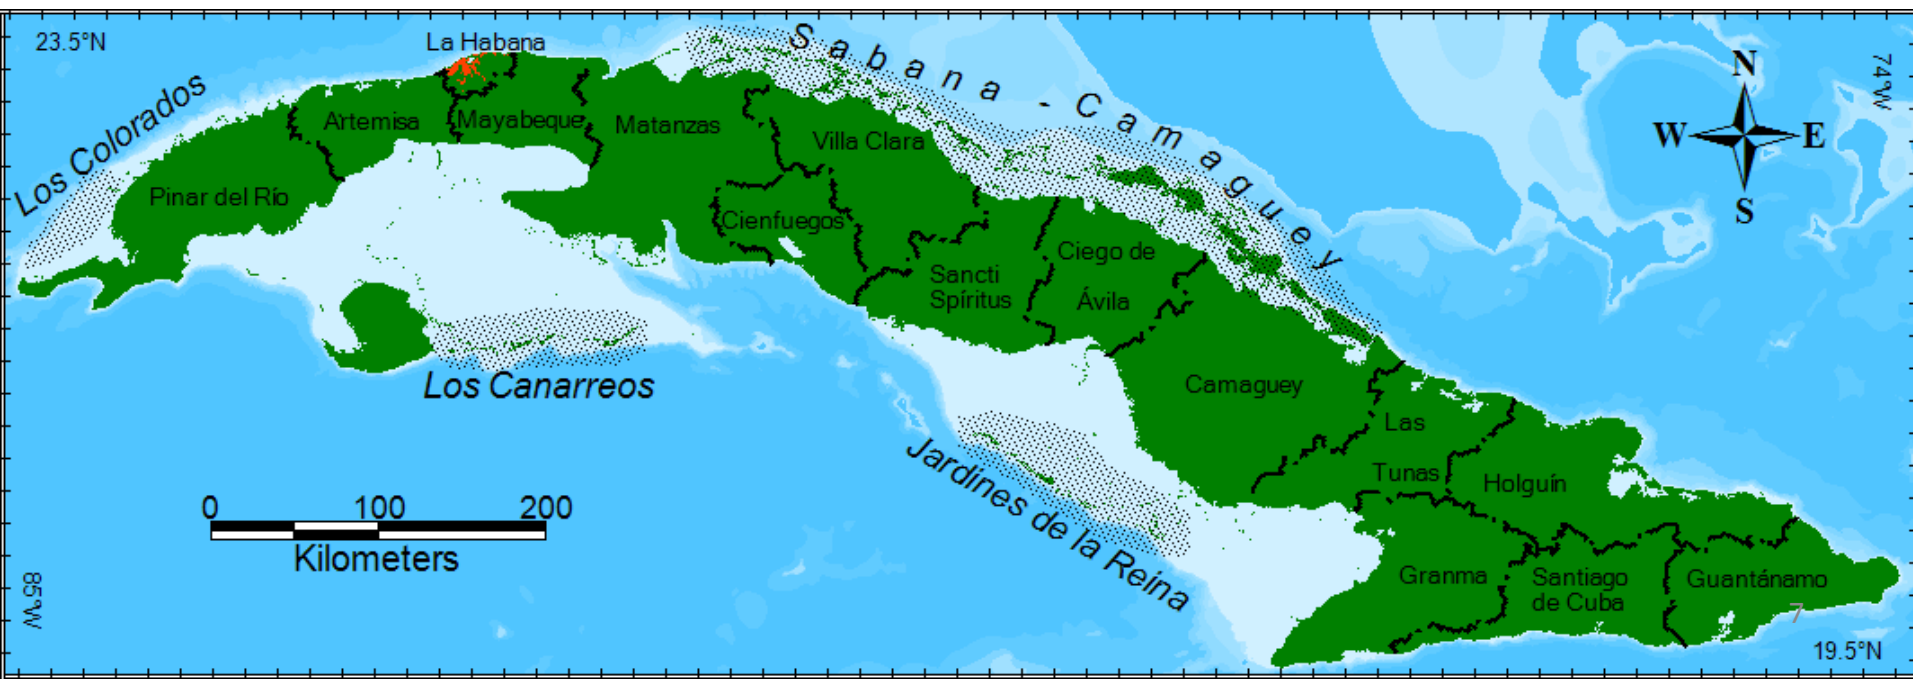 23.5°N
La Habana
Sabana - Camaguey
N
74°W
Los Colorados
Artemisa
Mayabeque
Matanzas
Villa Clara
W
E
Pinar del Río
Cienfuegos
S
Ciego de
Ávila
Sancti
Spíritus
Los Canarreos
Camaguey
Las
Tunas
Jardines de la Reina
Holguín
0 100 200
Kilometers
85°W
Granma
Santiago
de Cuba
Guantánamo
7
19.5°N